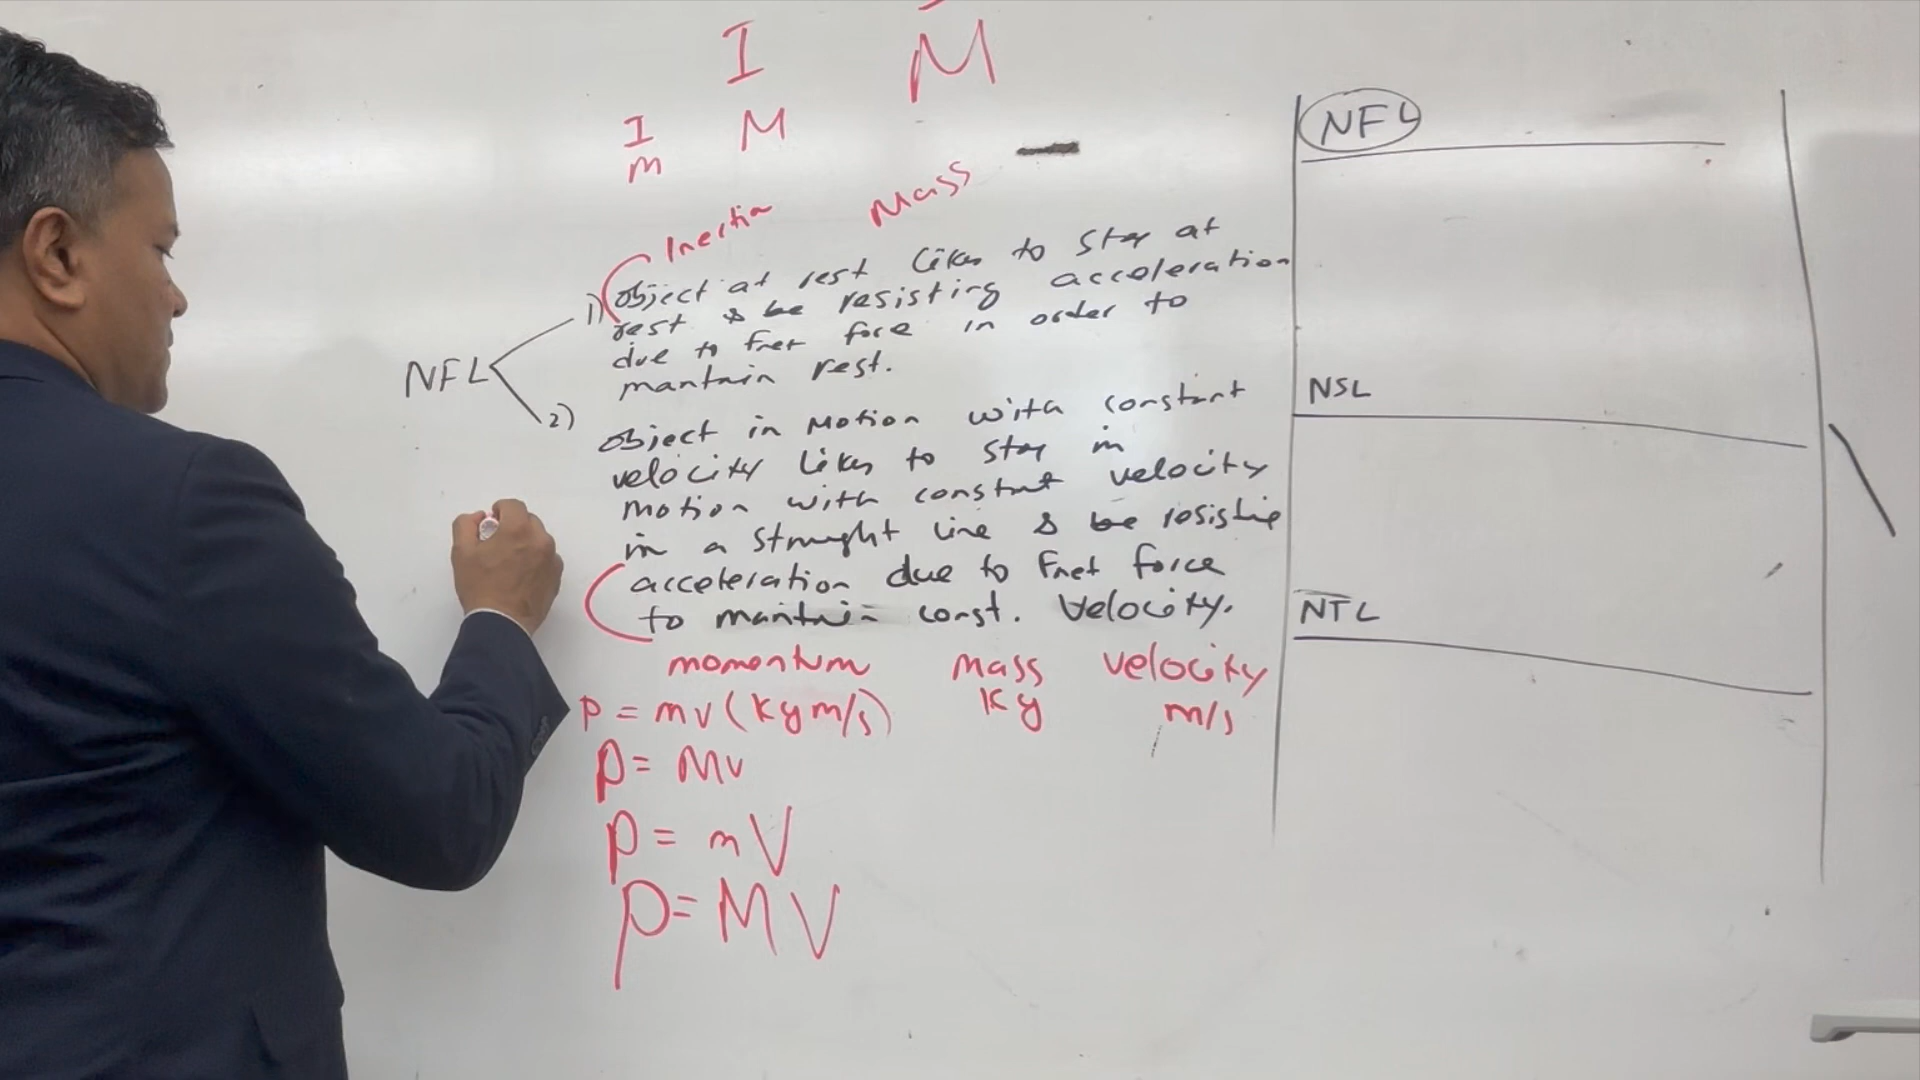 I M
I M
m
Inertia Mass
NFL
1) object at rest likes to stay at
rest & be resisting acceleration
due to Fnet force in order to
mantain rest.
2)
object in motion with constant
velocity likes to stay in
motion with constant velocity
in a straight line & be resisting
acceleration due to Fnet force
to maintain const. velocity.
momentum mass velocity
p = mv (kgm/s) kg m/s
p = Mv
p = mV
p = MV
NFL
NSL
NTL